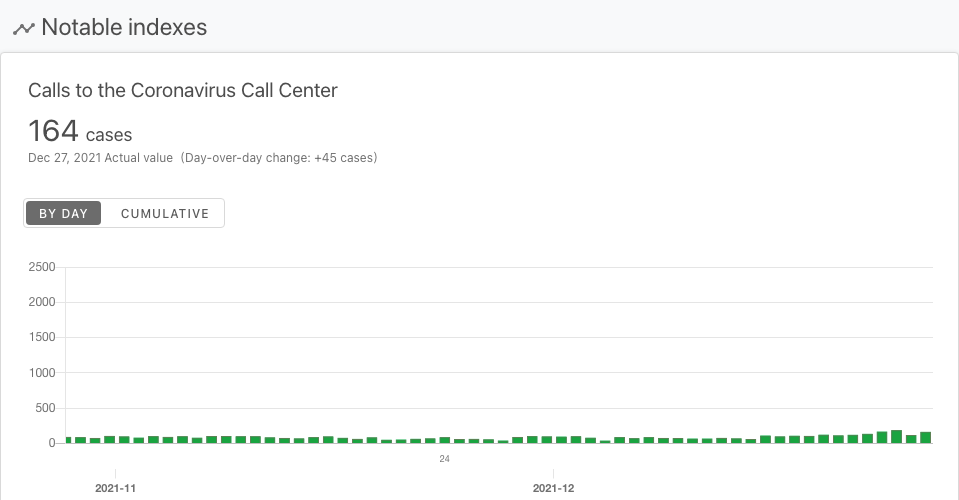 Notable indexes
Calls to the Coronavirus Call Center
164 cases
Dec 27, 2021 Actual value (Day-over-day change: +45 cases)
BY DAY CUMULATIVE
2500
2000
1500
1000
500
0
24
2021-11 2021-12